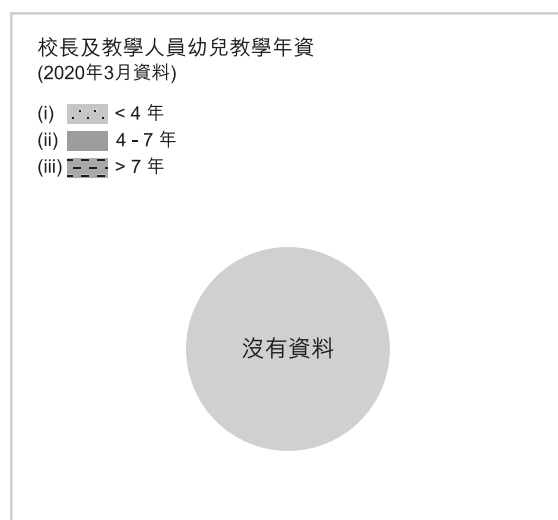 校長及教學人員幼兒教學年資
(2020年3月資料)
(i) < 4 年
(ii) 4 - 7 年
(iii) > 7 年
沒有資料